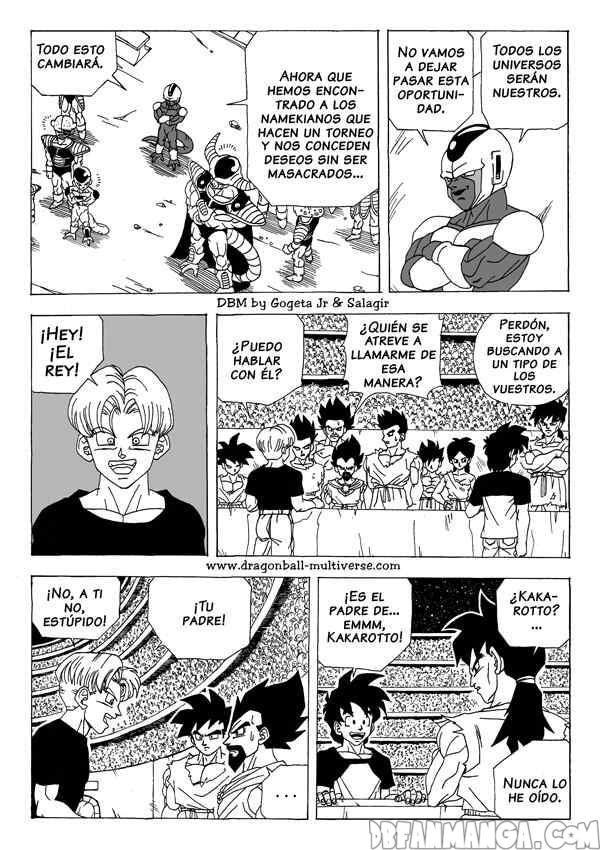 Todo esto
cambiará.
Ahora que
hemos encon-
trado a los
namekianos que
hacen un torneo
y nos conceden
deseos sin ser
masacrados...
No vamos
a dejar
pasar esta
oportuni-
dad.
Todos los
universos
serán
nuestros.
DBM by Gogeta Jr & Salagir
¡Hey!
¡El
rey!
¿Puedo
hablar
con él?
¿Quién se
atreve a
llamarme de
esa
manera?
Perdón,
estoy
buscando a
un tipo de
los
vuestros.
www.dragonball-multiverse.com
¡No, a ti
no,
estúpido!
¡Tu
padre!
...
¡Es el
padre de...
emmm,
Kakarotto!
¿Kaka-
rotto?
...
Nunca lo
he oído.
DBFANMANGA.COM